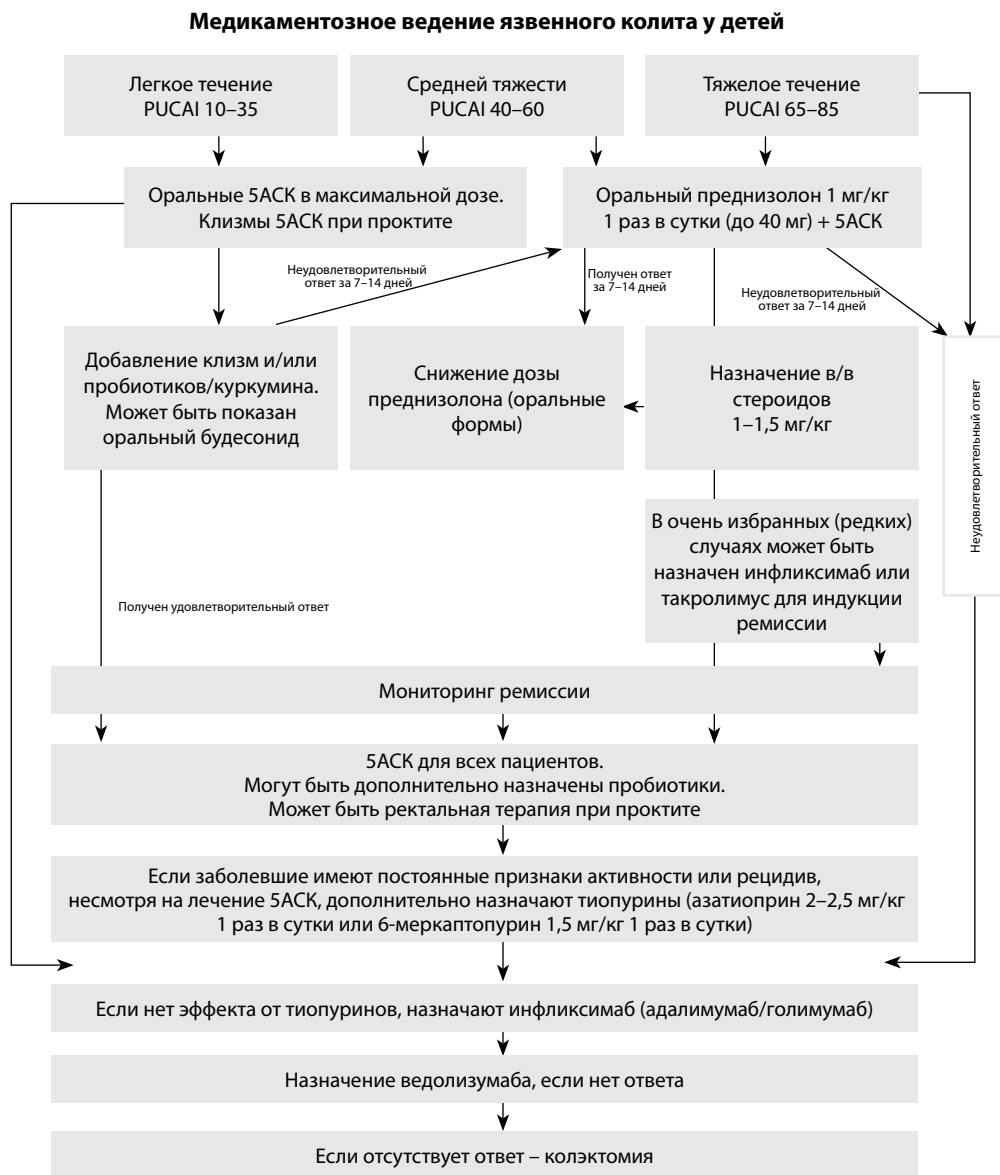 Медикаментозное ведение язвенного колита у детей
Легкое течение
PUCAI 10–35
Средней тяжести
PUCAI 40–60
Тяжелое течение
PUCAI 65–85
Оральные 5АСК в максимальной дозе.
Клизмы 5АСК при проктите
Оральный преднизолон 1 мг/кг
1 раз в сутки (до 40 мг) + 5АСК
Неудовлетворительный
ответ за 7–14 дней
Получен ответ
за 7–14 дней
Неудовлетворительный
ответ за 7–14 дней
Добавление клизм и/или
пробиотиков/куркумина.
Может быть показан
оральный будесонид
Снижение дозы
преднизолона (оральные
формы)
Назначение в/в
стероидов
1–1,5 мг/кг
Неудовлетворительный ответ
В очень избранных (редких)
случаях может быть
назначен инфликсимаб или
такролимус для индукции
ремиссии
Получен удовлетворительный ответ
Мониторинг ремиссии
5АСК для всех пациентов.
Могут быть дополнительно назначены пробиотики.
Может быть ректальная терапия при проктите
Если заболевшие имеют постоянные признаки активности или рецидив,
несмотря на лечение 5АСК, дополнительно назначают тиопурины (азатиоприн 2–2,5 мг/кг
1 раз в сутки или 6-меркаптопурин 1,5 мг/кг 1 раз в сутки)
Если нет эффекта от тиопуринов, назначают инфликсимаб (адалимумаб/голимумаб)
Назначение ведолизумаба, если нет ответа
Если отсутствует ответ – колэктомия